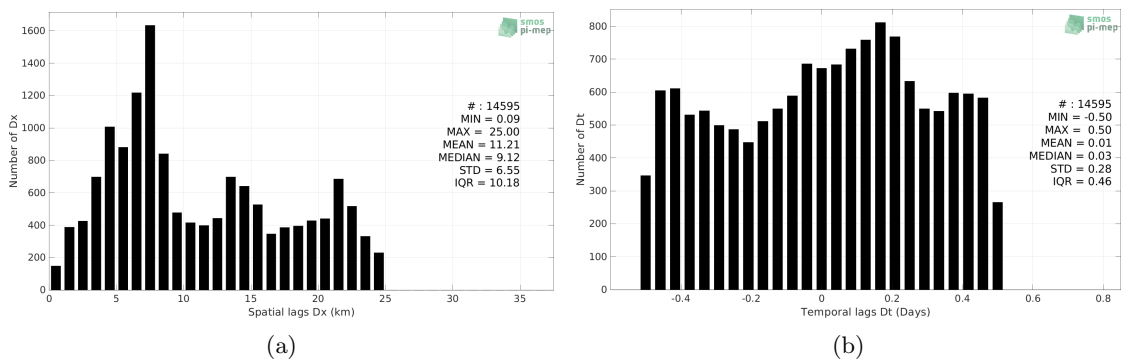 smos
pi-mep
# : 14595
MIN = 0.09
MAX = 25.00
MEAN = 11.21
MEDIAN = 9.12
STD = 6.55
IQR = 10.18
Number of Dx
1600
1400
1200
1000
800
600
400
200
0
0 5 10 15 20 25 30 35
Spatial lags Dx (km)
(a)
smos
pi-mep
# : 14595
MIN = -0.50
MAX = 0.50
MEAN = 0.01
MEDIAN = 0.03
STD = 0.28
IQR = 0.46
Number of Dt
800
700
600
500
400
300
200
100
0
-0.4 -0.2 0 0.2 0.4 0.6 0.8
Temporal lags Dt (Days)
(b)